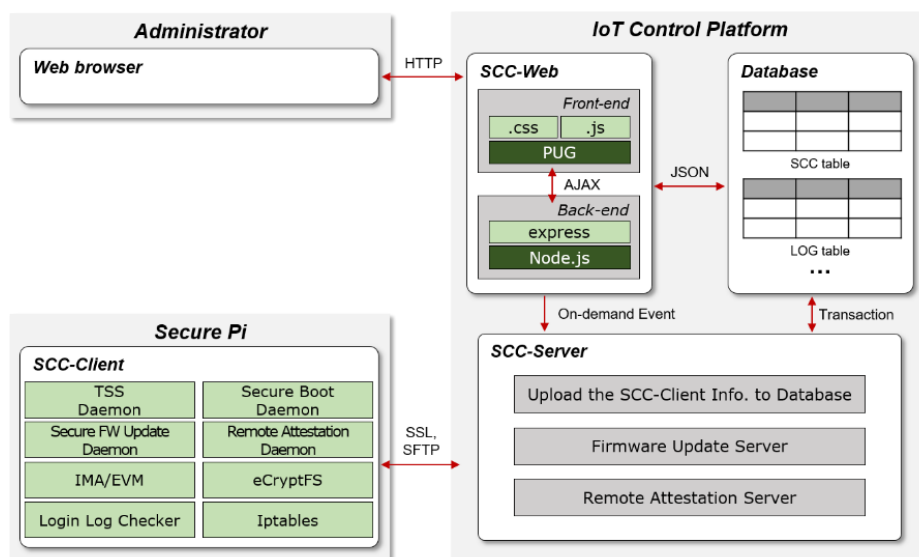 Administrator
Web browser
HTTP
IoT Control Platform
SCC-Web
Front-end
.css
.js
PUG
AJAX
Back-end
express
Node.js
JSON
Database
SCC table
LOG table
...
On-demand Event
Transaction
Secure Pi
SCC-Client
TSS
Daemon
Secure Boot
Daemon
Secure FW Update
Daemon
Remote Attestation
Daemon
IMA/EVM
eCryptFS
Login Log Checker
Iptables
SSL,
SFTP
SCC-Server
Upload the SCC-Client Info. to Database
Firmware Update Server
Remote Attestation Server